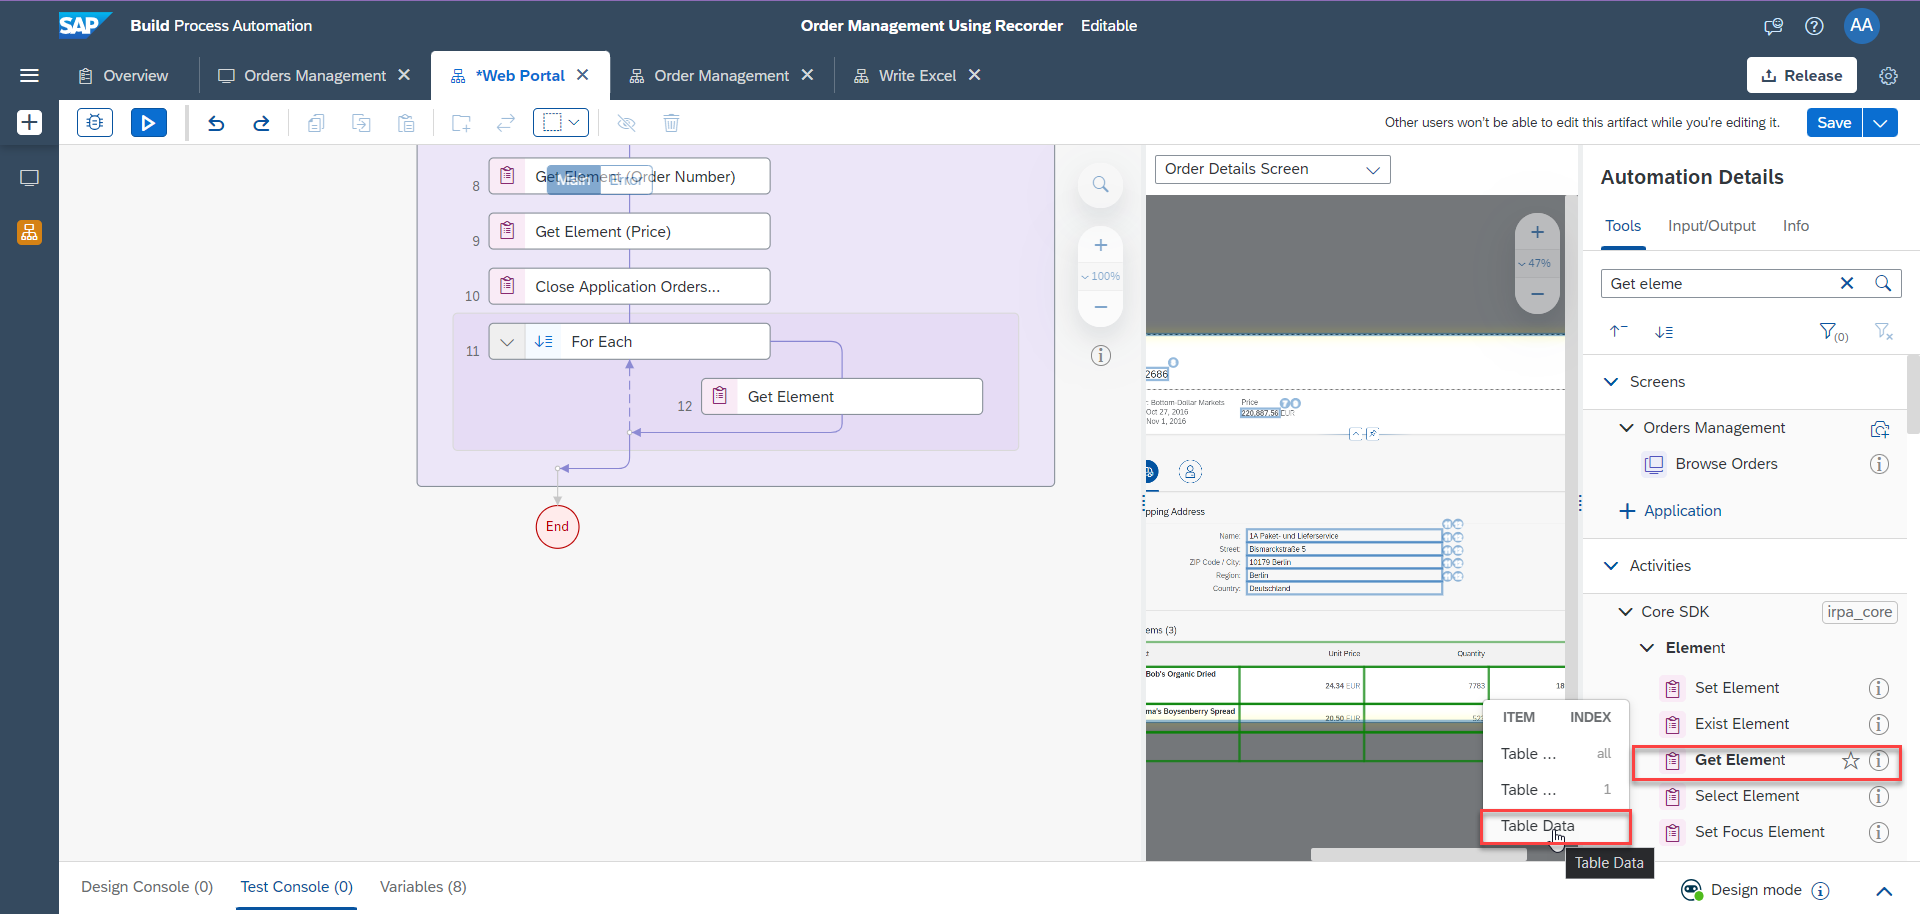 SAP Build Process Automation
Order Management Using Recorder Editable
AA
Overview
Orders Management
*Web Portal
Order Management
Write Excel
Release
Other users won't be able to edit this artifact while you're editing it.
Save
8 Get Element (Order Number)
Main Error
9 Get Element (Price)
10 Close Application Orders...
11 For Each
12 Get Element
End
100%
Order Details Screen
47%
2686
: Bottom-Dollar Markets
Oct 27, 2016
Nov 1, 2016
Price
220,887.56 EUR
pping Address
Name: 1A Paket- und Lieferservice
Street: Bismarckstraße 5
ZIP Code / City: 10179 Berlin
Region: Berlin
Country: Deutschland
ems (3)
Unit Price Quantity
Bob's Organic Dried
24.34 EUR 7783 18
ma's Boysenberry Spread
20.50 EUR
ITEM INDEX
Table ... all
Table ... 1
Table Data
Table Data
Automation Details
Tools Input/Output Info
Get eleme
(0)
Screens
Orders Management
Browse Orders
Application
Activities
Core SDK irpa_core
Element
Set Element
Exist Element
Get Element
Select Element
Set Focus Element
Design Console (0) Test Console (0) Variables (8)
Design mode